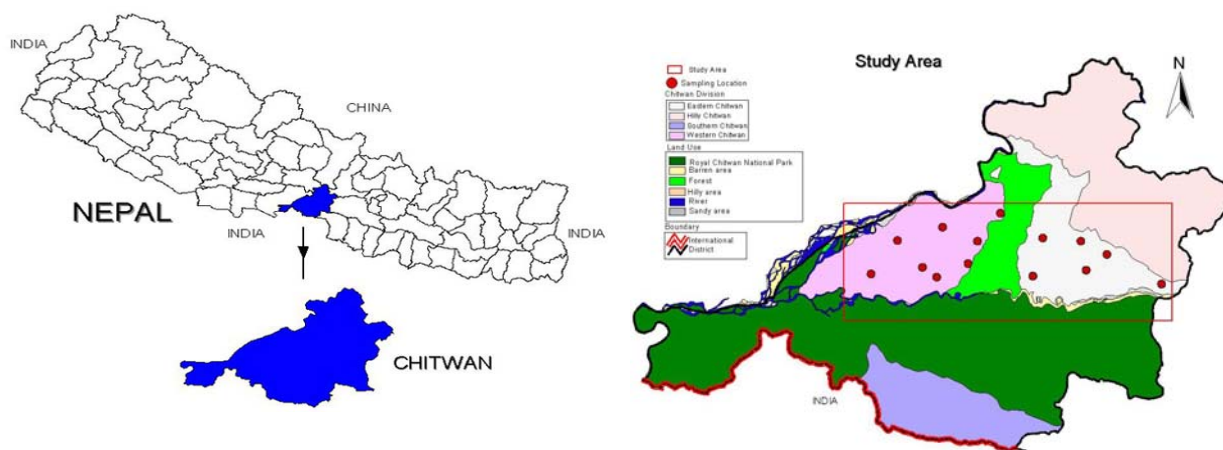 INDIA
CHINA
NEPAL
INDIA
INDIA
CHITWAN
Study Area
N
Study Area
Sampling Location
Chitwan Division
Eastern Chitwan
Hilly Chitwan
Southern Chitwan
Western Chitwan
Land Use
Royal Chitwan National Park
Barren area
Forest
Hilly area
River
Sandy area
Boundary
International
District
INDIA